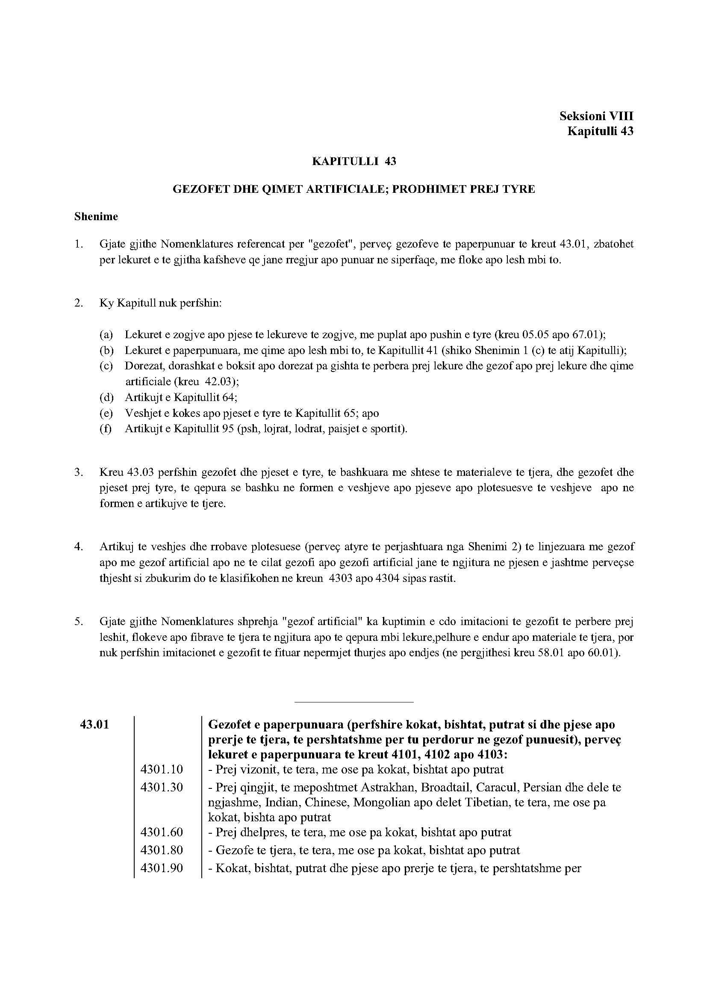 Seksioni VIII
Kapitulli 43
KAPITULLI 43
GEZOFET DHE QIMET ARTIFICIALE; PRODHIMET PREJ TYRE
Shenime
1. Gjate gjithe Nomenklatures referencat per "gezofet", perveç gezofeve te paperpunuar te kreut 43.01, zbatohet
per lekuret e te gjitha kafsheve qe jane rregjur apo punuar ne siperfaqe, me floke apo lesh mbi to.
2. Ky Kapitull nuk perfshin:
(a) Lekuret e zogjve apo pjese te lekureve te zogjve, me puplat apo pushin e tyre (kreu 05.05 apo 67.01);
(b) Lekuret e paperpunuara, me qime apo lesh mbi to, te Kapitullit 41 (shiko Shenimin 1 (c) te atij Kapitulli);
(c) Dorezat, dorashkat e boksit apo dorezat pa gishta te perbera prej lekure dhe gezof apo prej lekure dhe qime
artificiale (kreu 42.03);
(d) Artikujt e Kapitullit 64;
(e) Veshjet e kokes apo pjeset e tyre te Kapitullit 65; apo
(f) Artikujt e Kapitullit 95 (psh, lojrat, lodrat, paisjet e sportit).
3. Kreu 43.03 perfshin gezofet dhe pjeset e tyre, te bashkuara me shtese te materialeve te tjera, dhe gezofet dhe
pjeset prej tyre, te qepura se bashku ne formen e veshjeve apo pjeseve apo plotesuesve te veshjeve apo ne
formen e artikujve te tjere.
4. Artikuj te veshjes dhe rrobave plotesuese (perveç atyre te perjashtuara nga Shenimi 2) te linjezuara me gezof
apo me gezof artificial apo ne te cilat gezofi apo gezofi artificial jane te ngjitura ne pjesen e jashtme perveçse
thjesht si zbukurim do te klasifikohen ne kreun 4303 apo 4304 sipas rastit.
5. Gjate gjithe Nomenklatures shprehja "gezof artificial" ka kuptimin e cdo imitacioni te gezofit te perbere prej
leshit, flokeve apo fibrave te tjera te ngjitura apo te qepura mbi lekure,pelhure e endur apo materiale te tjera, por
nuk perfshin imitacionet e gezofit te fituar nepermjet thurjes apo endjes (ne pergjithesi kreu 58.01 apo 60.01).
43.01 Gezofet e paperpunuara (perfshire kokat, bishtat, putrat si dhe pjese apo
prerje te tjera, te pershtatshme per tu perdorur ne gezof punuesit), perveç
lekuret e paperpunuara te kreut 4101, 4102 apo 4103:
4301.10 - Prej vizonit, te tera, me ose pa kokat, bishtat apo putrat
4301.30 - Prej qingjit, te meposhtmet Astrakhan, Broadtail, Caracul, Persian dhe dele te
ngjashme, Indian, Chinese, Mongolian apo delet Tibetian, te tera, me ose pa
kokat, bishta apo putrat
4301.60 - Prej dhelpres, te tera, me ose pa kokat, bishtat apo putrat
4301.80 - Gezofe te tjera, te tera, me ose pa kokat, bishtat apo putrat
4301.90 - Kokat, bishtat, putrat dhe pjese apo prerje te tjera, te pershtatshme per